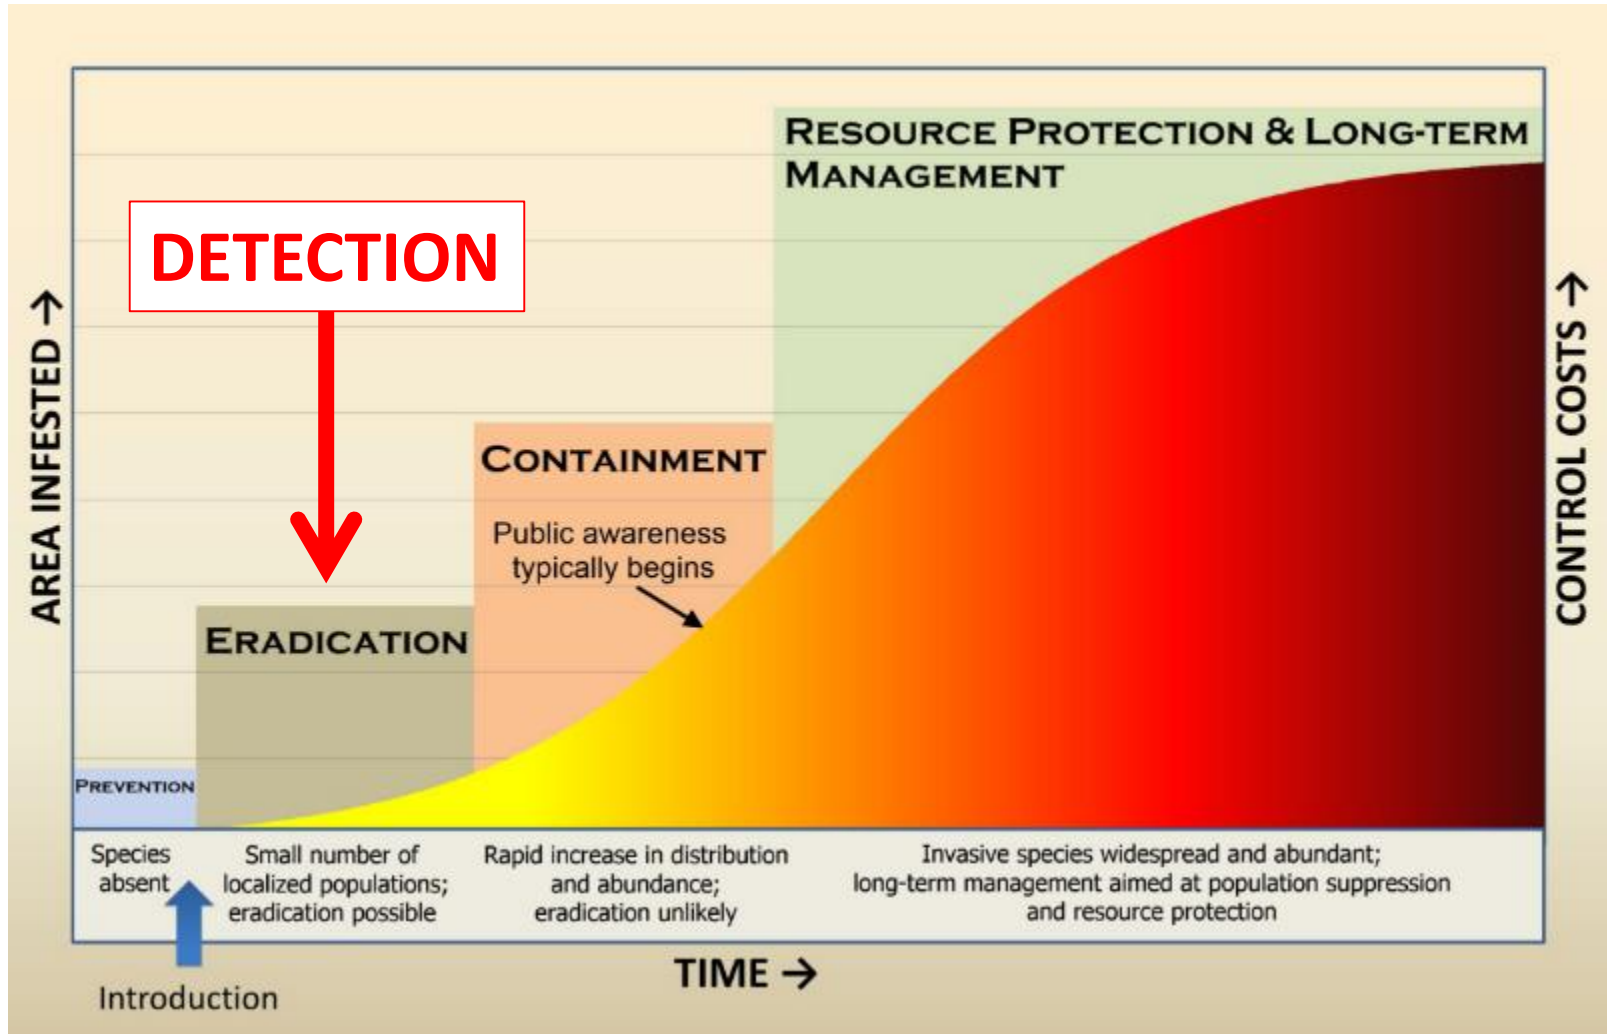 RESOURCE PROTECTION & LONG-TERM
MANAGEMENT
DETECTION
AREA INFESTED →
CONTROL COSTS →
CONTAINMENT
Public awareness
typically begins
ERADICATION
PREVENTION
Species
absent
Small number of
localized populations;
eradication possible
Rapid increase in distribution
and abundance;
eradication unlikely
Invasive species widespread and abundant;
long-term management aimed at population suppression
and resource protection
TIME →
Introduction